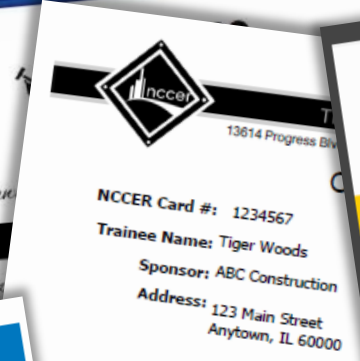 nccer
13614 Progress
NCCER Card #: 1234567
Trainee Name: Tiger Woods
Sponsor: ABC Construction
Address: 123 Main Street
Anytown, IL 60000